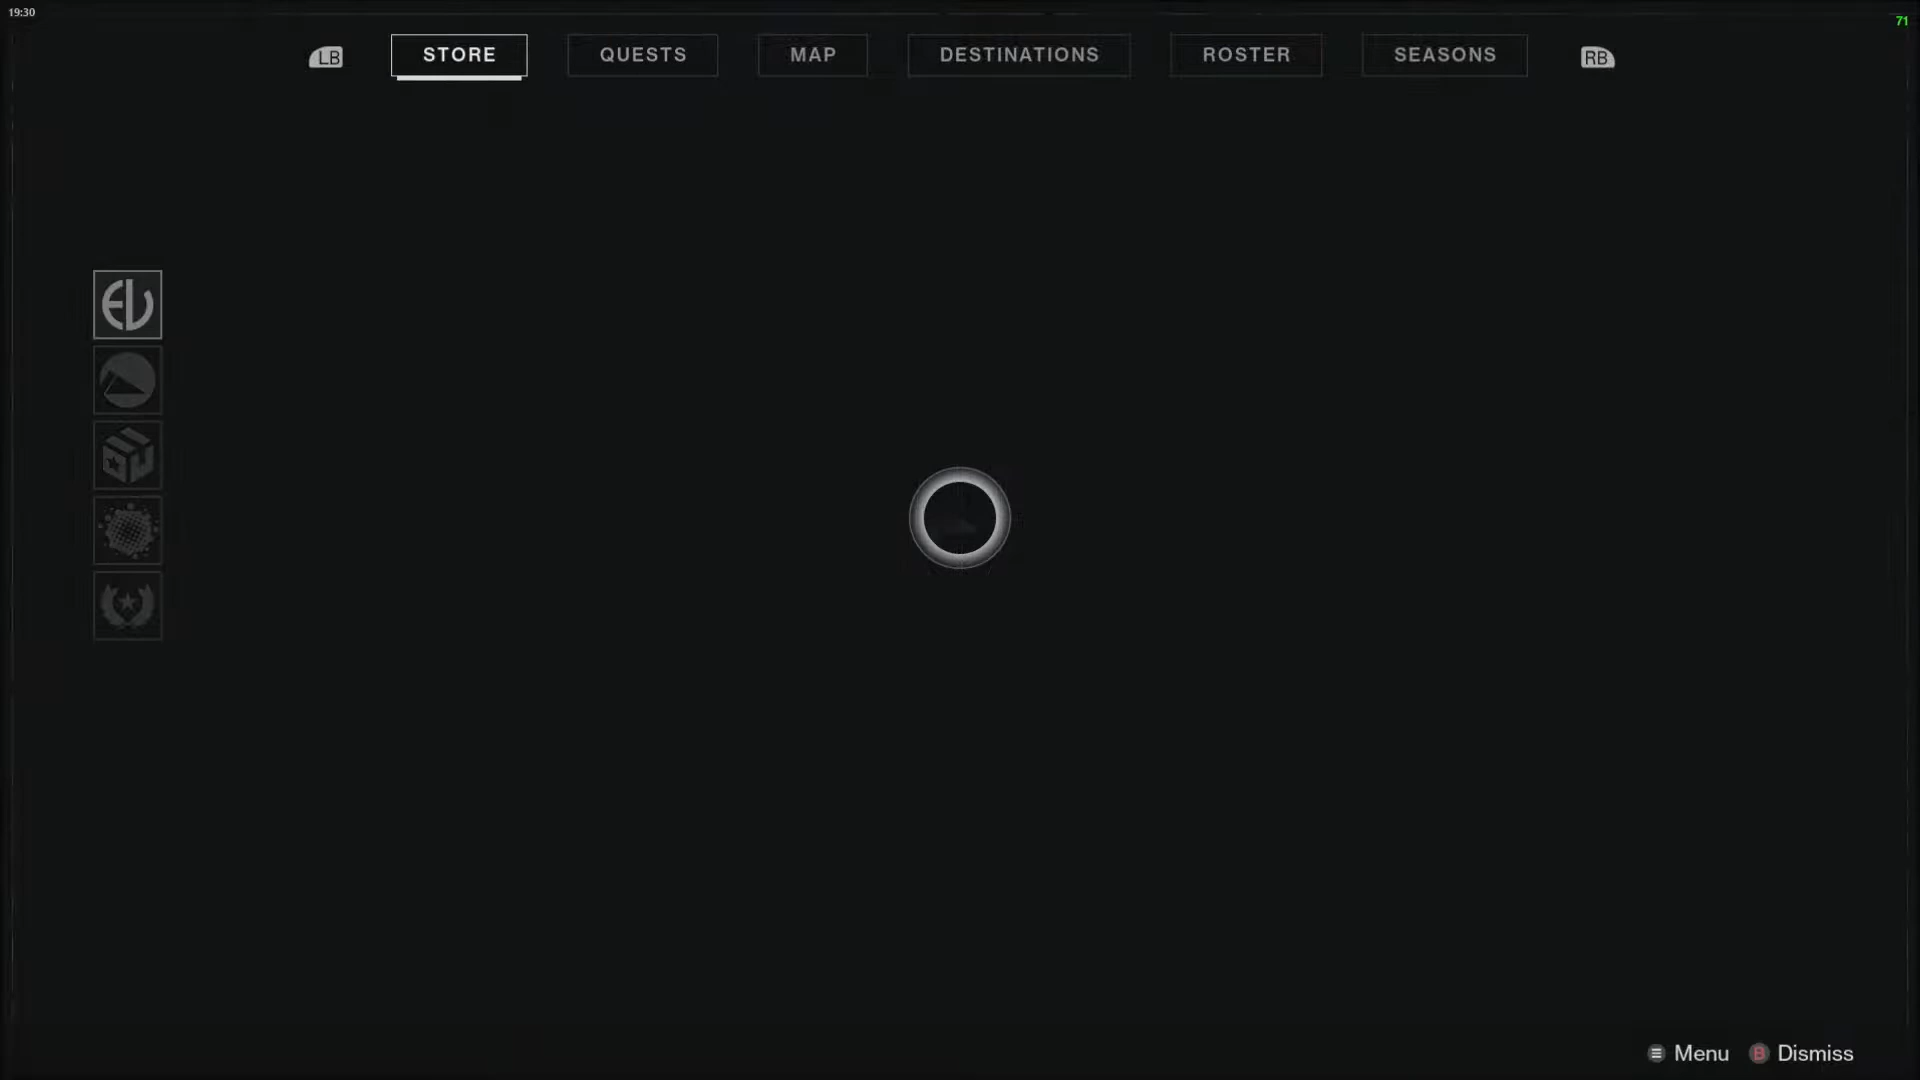 19:30
71
LB STORE QUESTS MAP DESTINATIONS ROSTER SEASONS RB
Menu B Dismiss